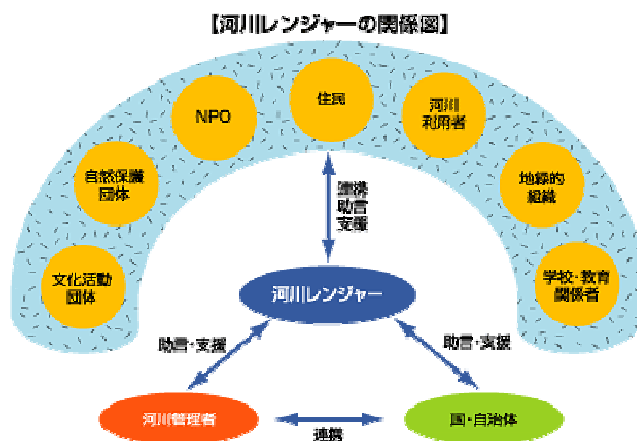 【河川レンジャーの関係図】
住民
NPO
河川
利用者
自然保護
団体
地縁的
組織
文化活動
団体
学校・教育
関係者
連携
助言
支援
河川レンジャー
助言・支援
助言・支援
河川管理者
国・自治体
連携